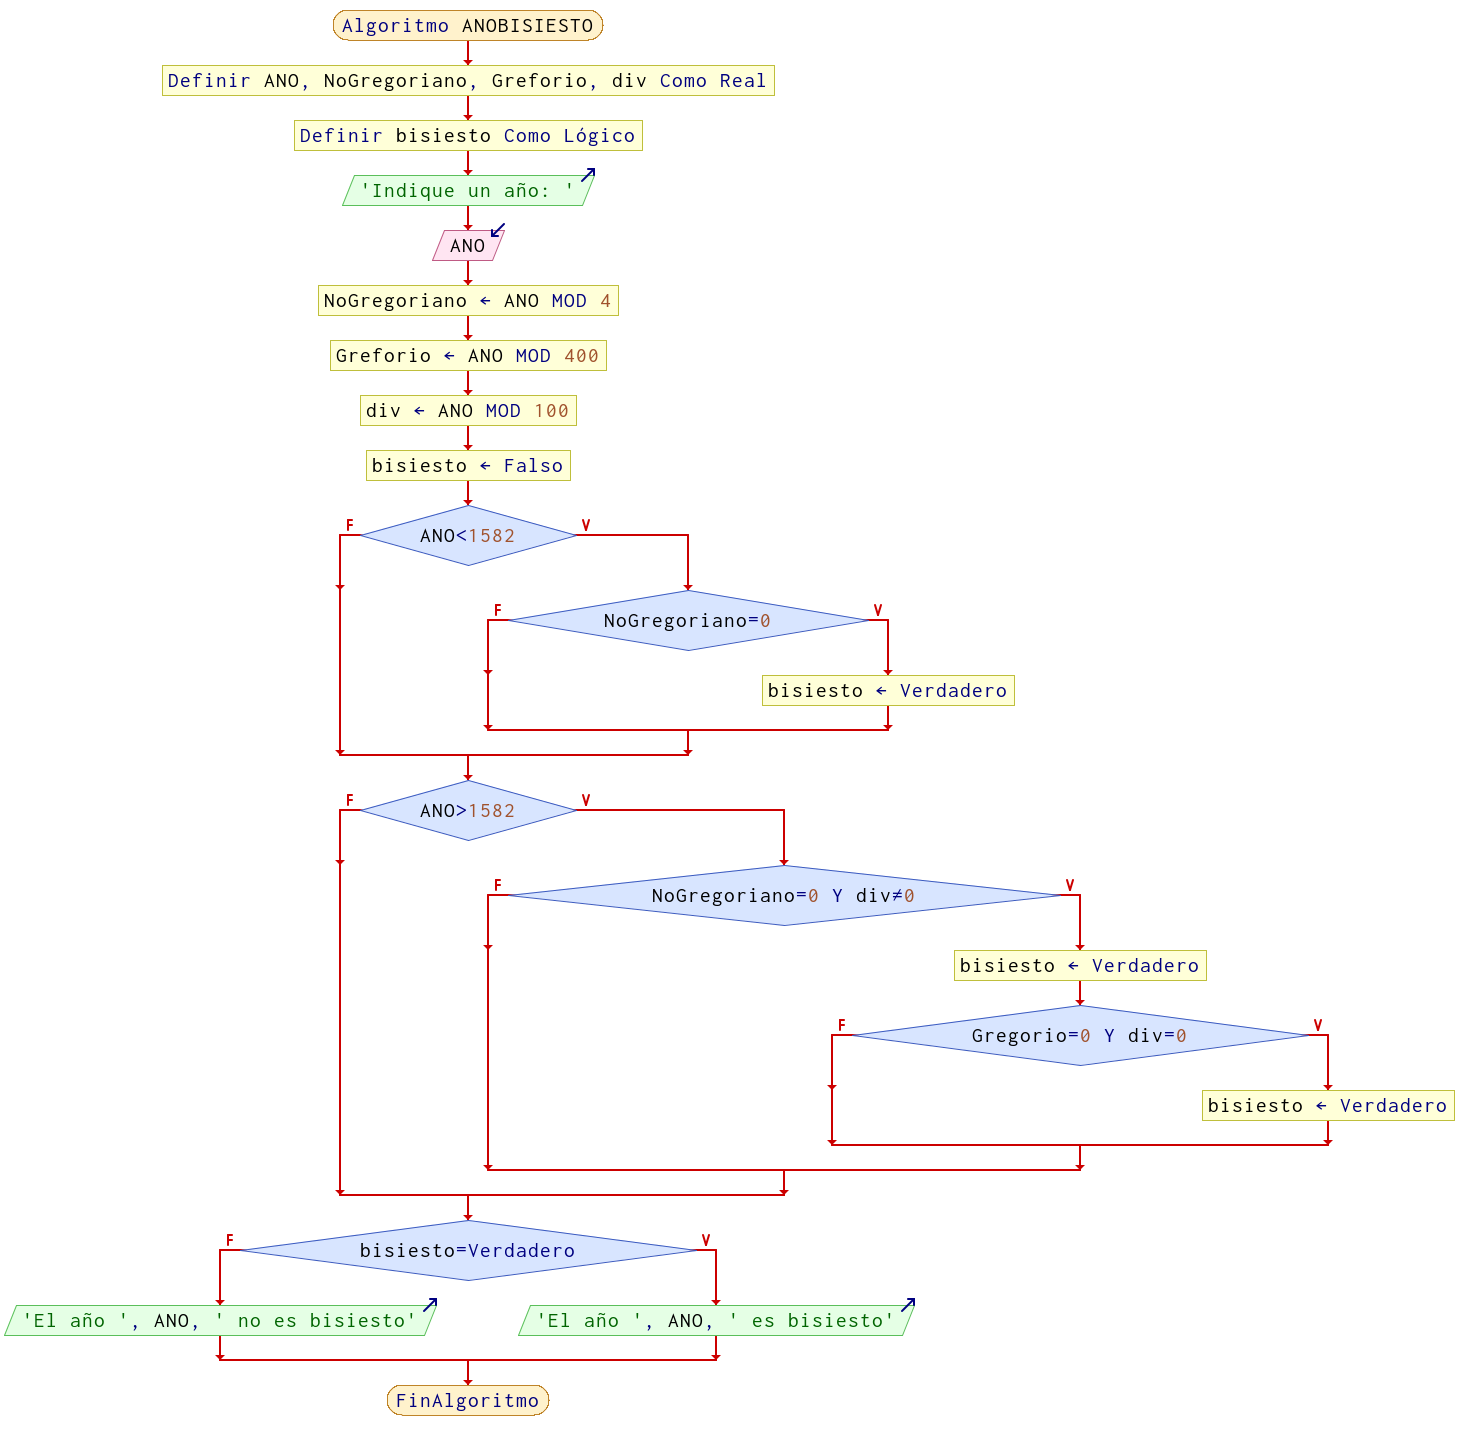 Algoritmo ANOBISIESTO
Definir ANO, NoGregoriano, Greforio, div Como Real
Definir bisiesto Como Lógico
'Indique un año: '
ANO
NoGregoriano ← ANO MOD 4
Greforio ← ANO MOD 400
div ← ANO MOD 100
bisiesto ← Falso
F
ANO<1582
V
F
NoGregoriano=0
V
bisiesto ← Verdadero
F
ANO>1582
V
F
NoGregoriano=0 Y div≠0
V
bisiesto ← Verdadero
F
Gregorio=0 Y div=0
V
bisiesto ← Verdadero
F
bisiesto=Verdadero
V
'El año ', ANO, ' no es bisiesto'
'El año ', ANO, ' es bisiesto'
FinAlgoritmo